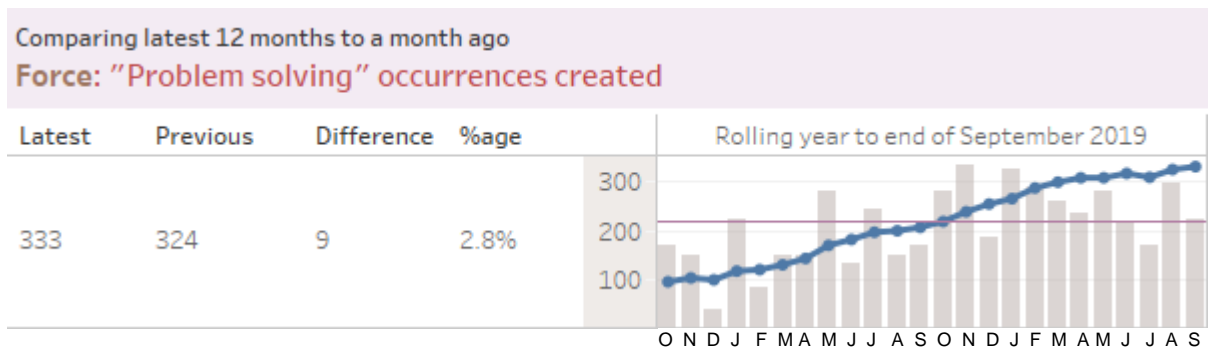 Comparing latest 12 months to a month ago
Force: "Problem solving" occurrences created
Latest Previous Difference %age Rolling year to end of September 2019
300
333 324 9 2.8% 200
100
O N D J F M A M J J A S O N D J F M A M J J A S